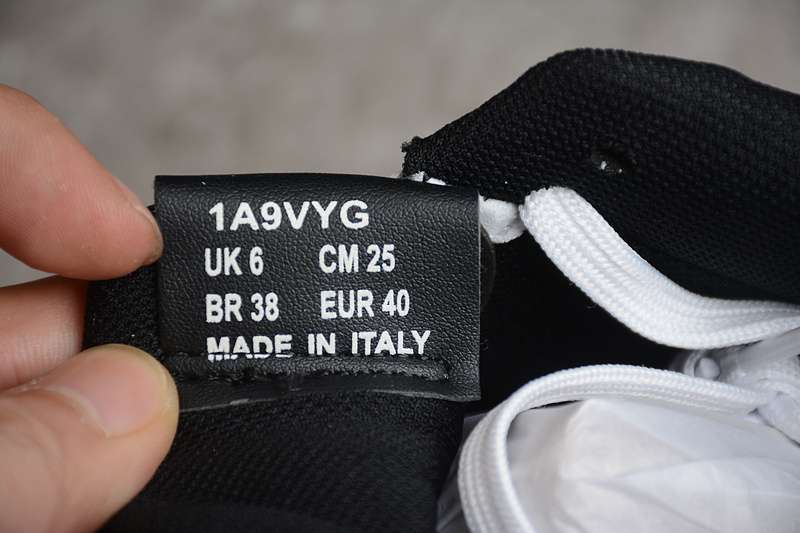 1A9VYG
UK 6 CM 25
BR 38 EUR 40
MADE IN ITALY